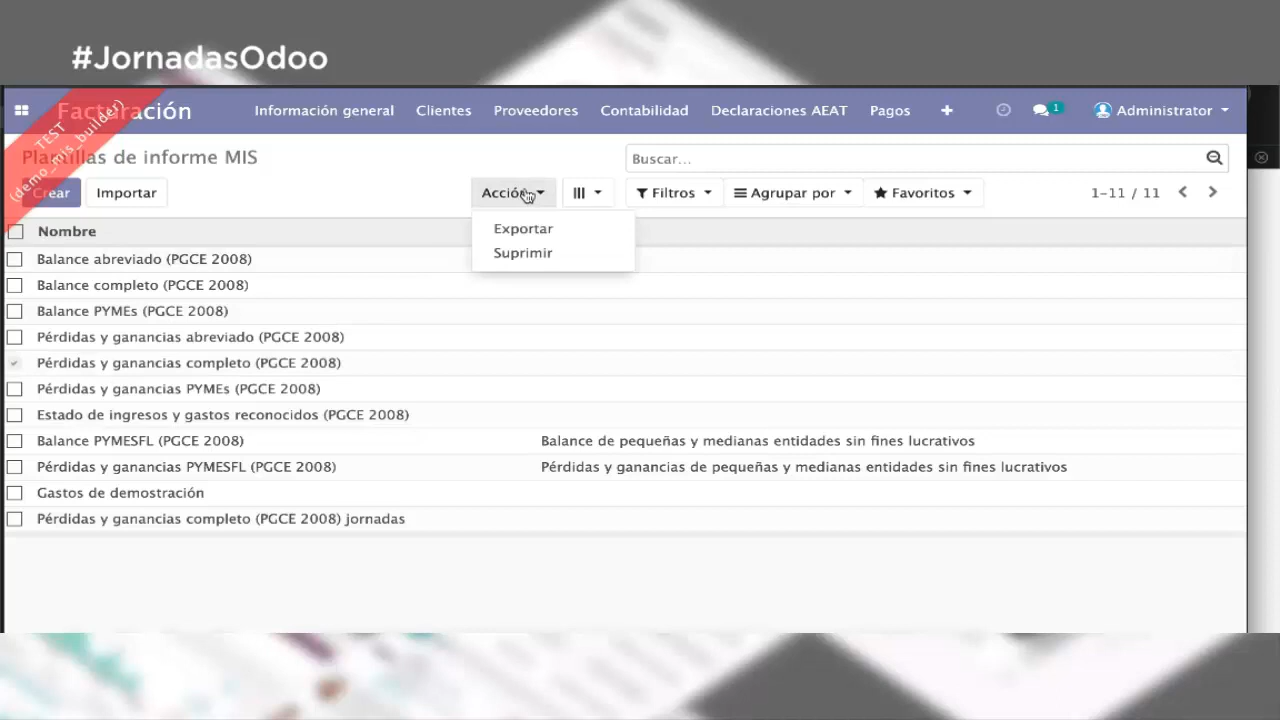 #JornadasOdoo
Facturación Información general Clientes Proveedores Contabilidad Declaraciones AEAT Pagos 1 Administrator
TEST
(demo_mis_builder)
Plantillas de informe MIS
Buscar...
Crear Importar Acción Filtros Agrupar por Favoritos 1-11 / 11
Exportar
Suprimir
Nombre
Balance abreviado (PGCE 2008)
Balance completo (PGCE 2008)
Balance PYMEs (PGCE 2008)
Pérdidas y ganancias abreviado (PGCE 2008)
Pérdidas y ganancias completo (PGCE 2008)
Pérdidas y ganancias PYMEs (PGCE 2008)
Estado de ingresos y gastos reconocidos (PGCE 2008)
Balance PYMESFL (PGCE 2008) Balance de pequeñas y medianas entidades sin fines lucrativos
Pérdidas y ganancias PYMESFL (PGCE 2008) Pérdidas y ganancias de pequeñas y medianas entidades sin fines lucrativos
Gastos de demostración
Pérdidas y ganancias completo (PGCE 2008) jornadas